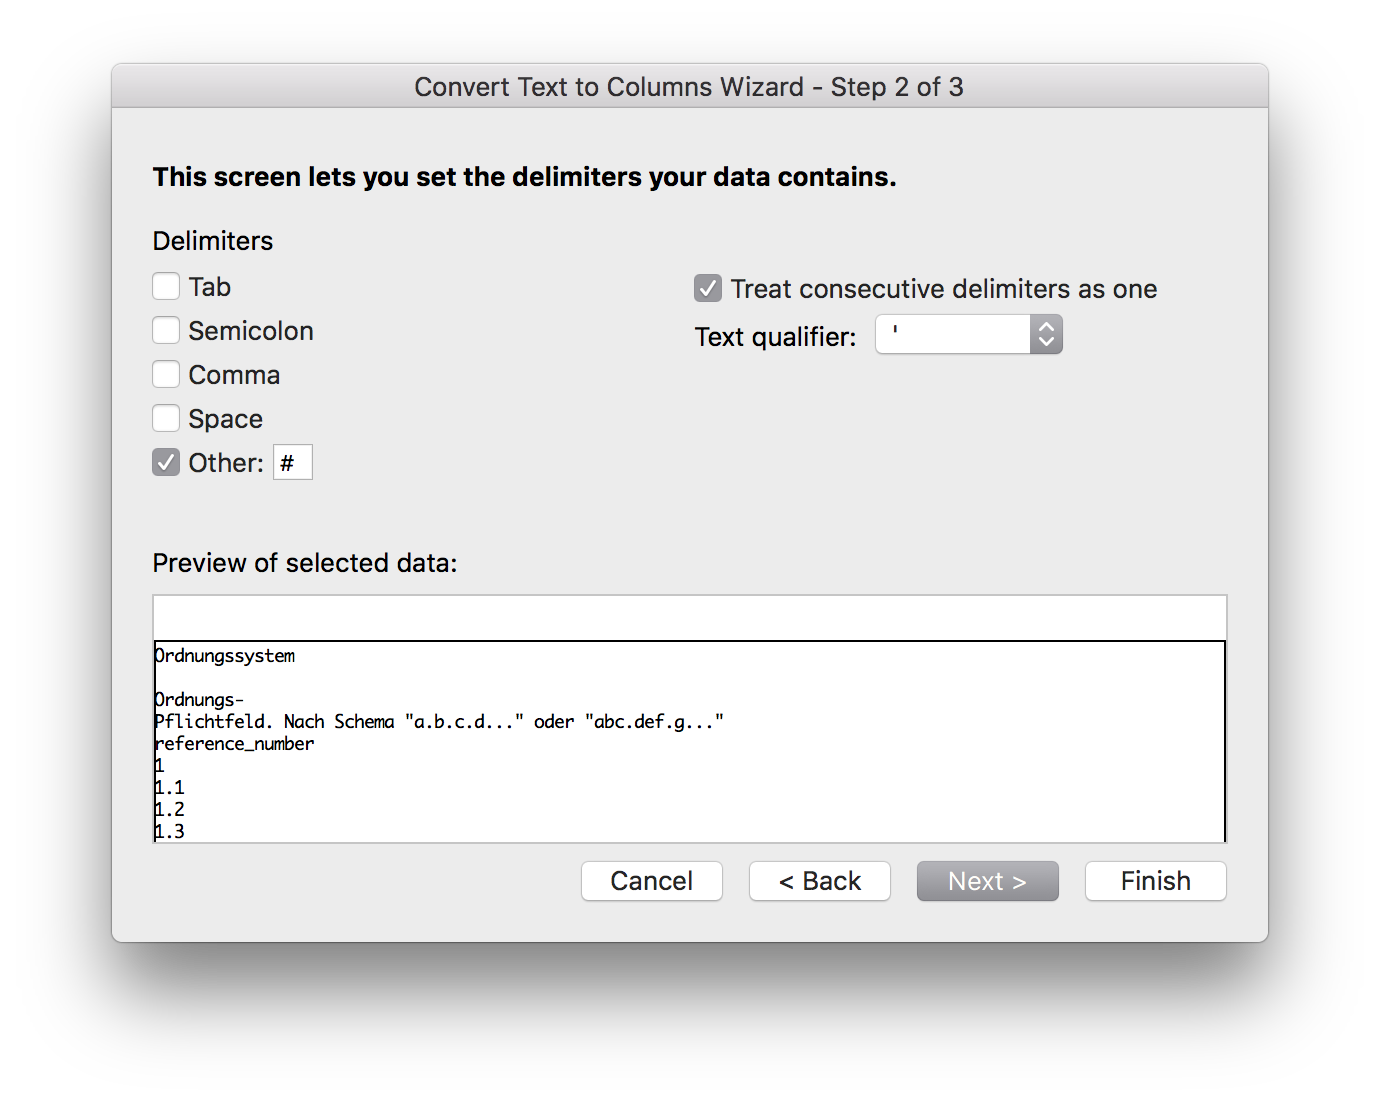 Convert Text to Columns Wizard - Step 2 of 3
This screen lets you set the delimiters your data contains.
Delimiters
Tab
Semicolon
Comma
Space
Other: #
Treat consecutive delimiters as one
Text qualifier: '
Preview of selected data:
Ordnungssystem
Ordnungs-
Pflichtfeld. Nach Schema "a.b.c.d..." oder "abc.def.g..."
reference_number
1
1.1
1.2
1.3
Cancel
< Back
Next >
Finish